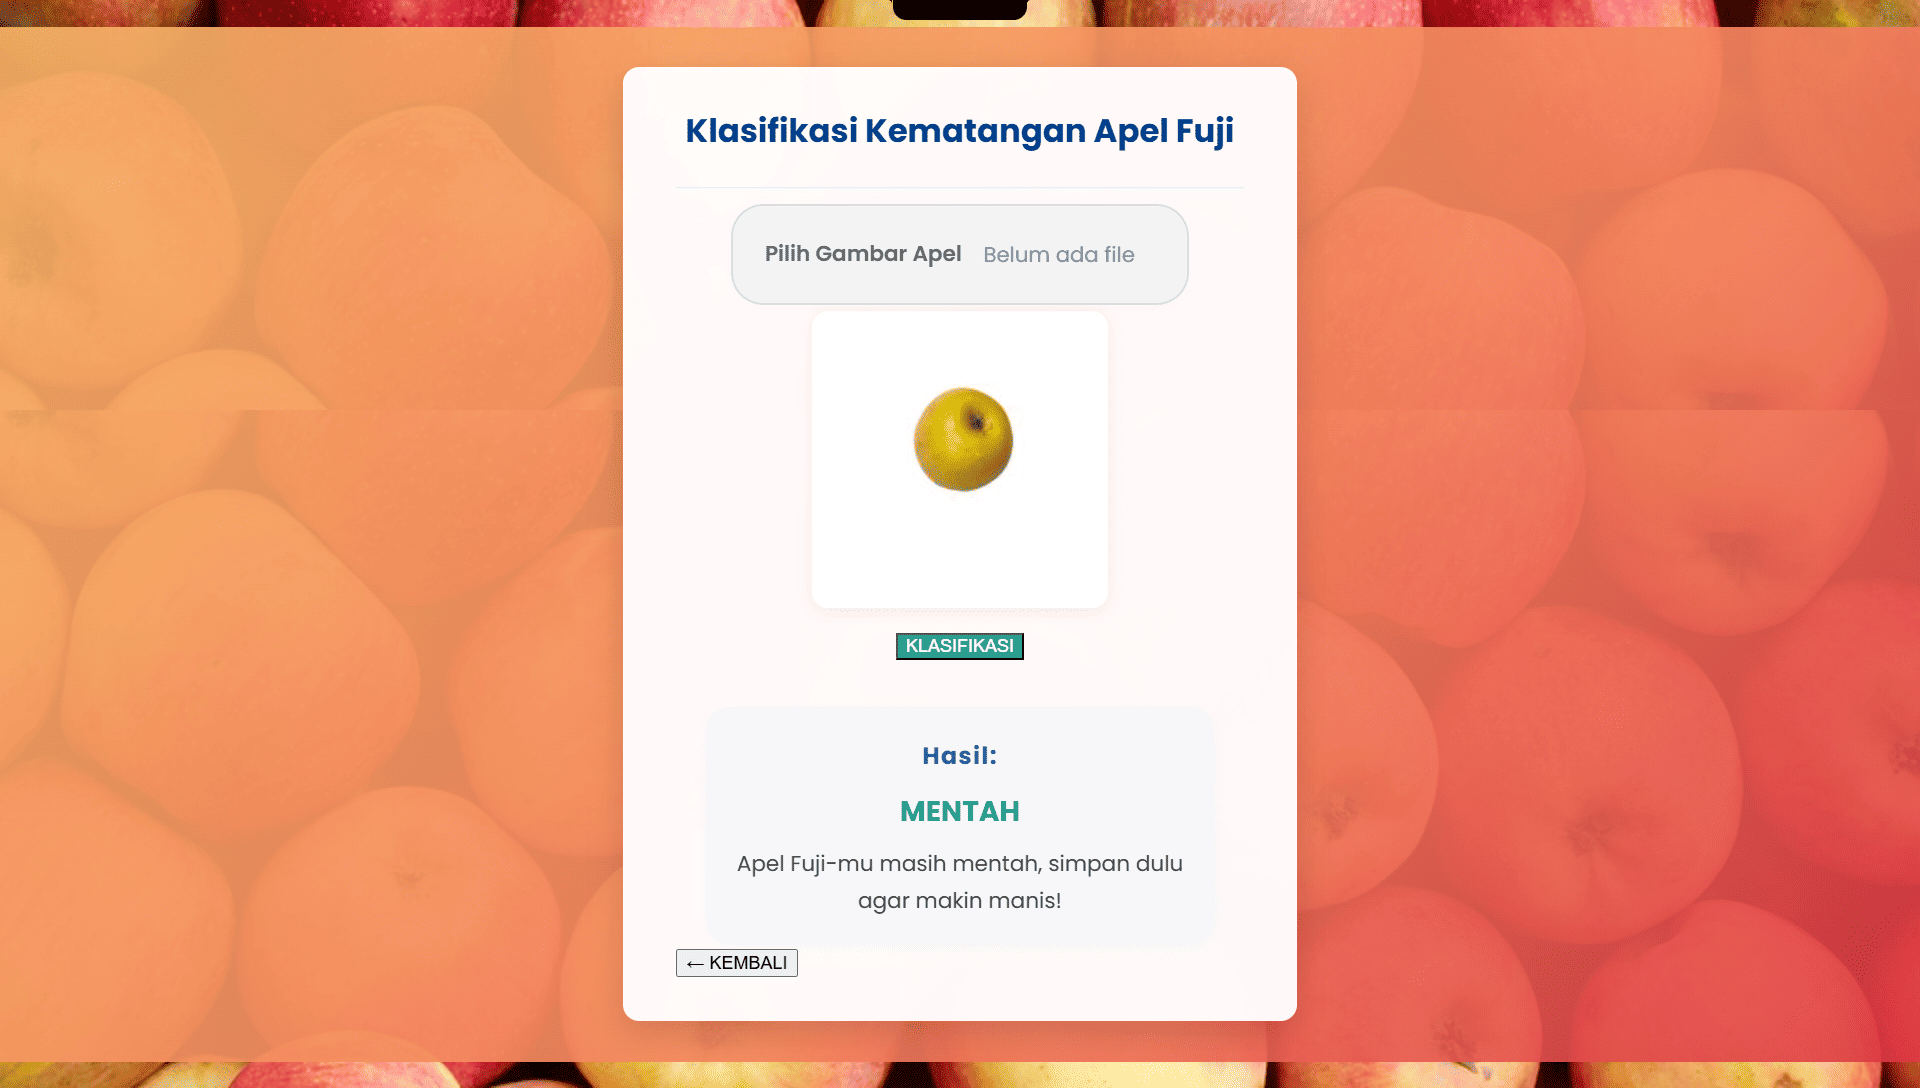 Klasifikasi Kematangan Apel Fuji
Pilih Gambar Apel Belum ada file
KLASIFIKASI
Hasil:
MENTAH
Apel Fuji-mu masih mentah, simpan dulu
agar makin manis!
← KEMBALI